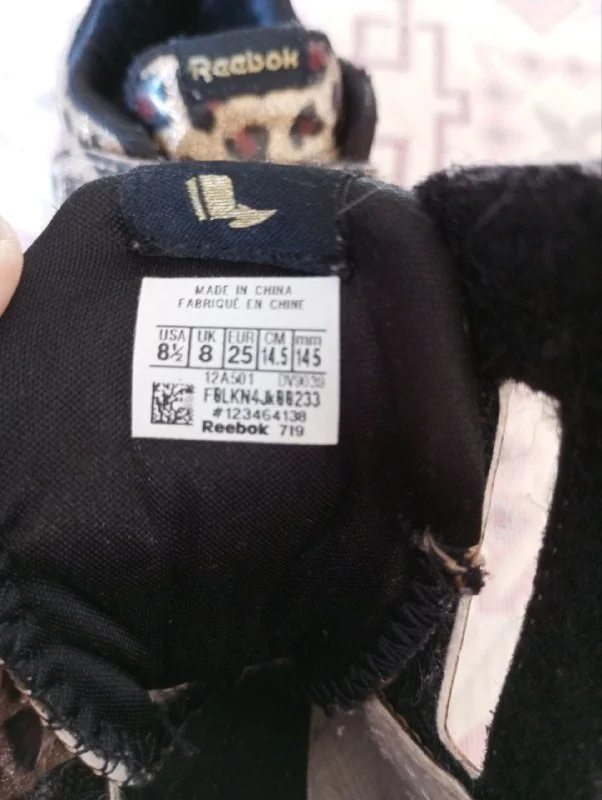 Reebok
MADE IN CHINA
FABRIQUÉ EN CHINE
USA UK EUR CM mm
8½ 8 25 14.5 145
12A501 DV9039
#123464138
Reebok 719